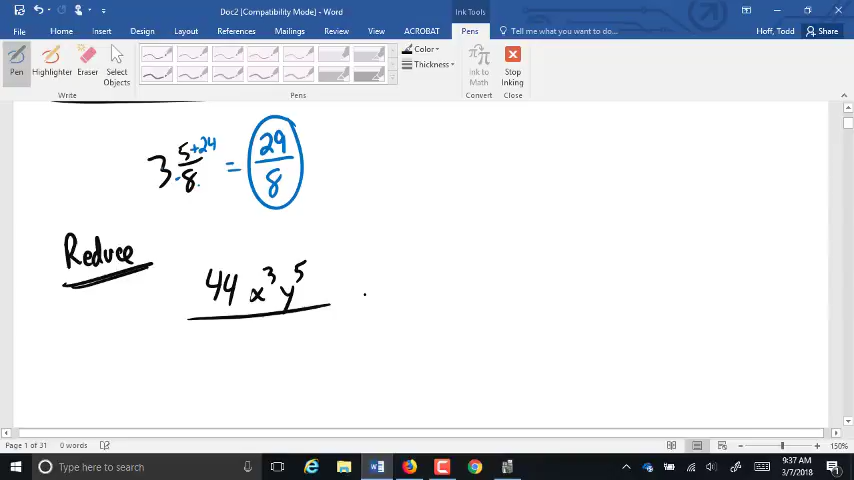 Doc2 [Compatibility Mode] - Word
Ink Tools
Hoff, Todd
File Home Insert Design Layout References Mailings Review View ACROBAT Pens Tell me what you want to do... Share
Pen Highlighter Eraser Select Objects
Color
Thickness
Ink to Math
Stop Inking
Write Pens Convert Close
3 5+24/·8· = 29/8
Reduce
44 x³ y⁵
Page 1 of 31 0 words 150%
Type here to search
9:37 AM
3/7/2018
1